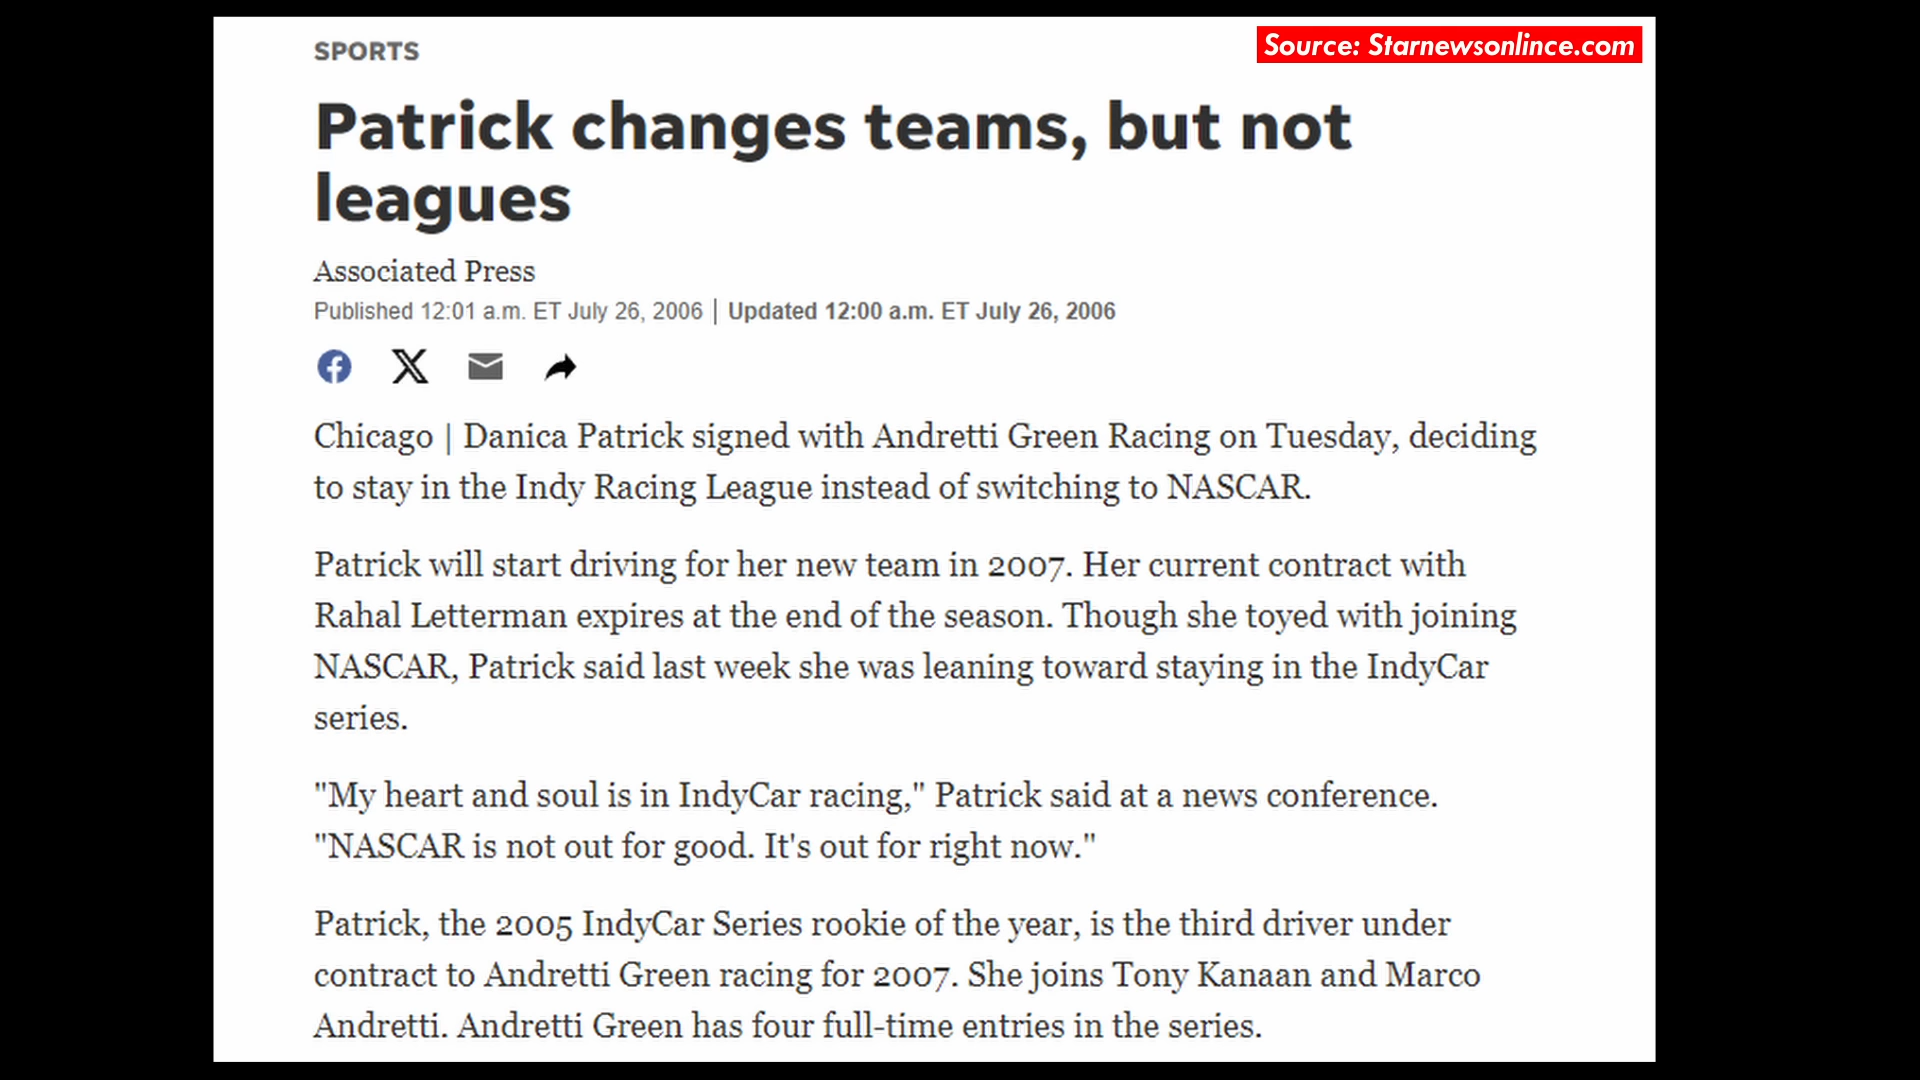 SPORTS
Source: Starnewsonlince.com
Patrick changes teams, but not
leagues
Associated Press
Published 12:01 a.m. ET July 26, 2006 | Updated 12:00 a.m. ET July 26, 2006
Chicago | Danica Patrick signed with Andretti Green Racing on Tuesday, deciding
to stay in the Indy Racing League instead of switching to NASCAR.
Patrick will start driving for her new team in 2007. Her current contract with
Rahal Letterman expires at the end of the season. Though she toyed with joining
NASCAR, Patrick said last week she was leaning toward staying in the IndyCar
series.
"My heart and soul is in IndyCar racing," Patrick said at a news conference.
"NASCAR is not out for good. It's out for right now."
Patrick, the 2005 IndyCar Series rookie of the year, is the third driver under
contract to Andretti Green racing for 2007. She joins Tony Kanaan and Marco
Andretti. Andretti Green has four full-time entries in the series.